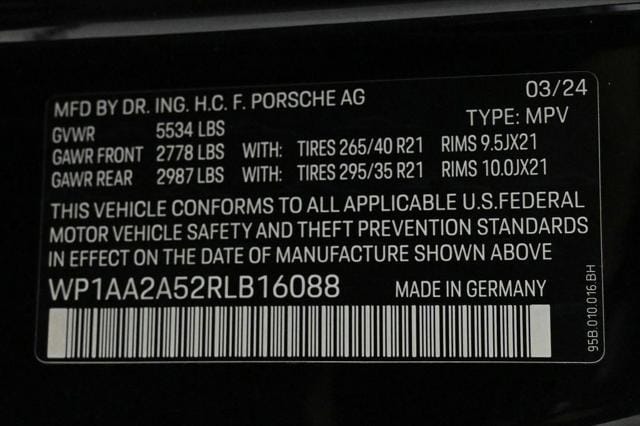 MFD BY DR. ING. H.C. F. PORSCHE AG 03/24
GVWR 5534 LBS TYPE: MPV
GAWR FRONT 2778 LBS WITH: TIRES 265/40 R21 RIMS 9.5JX21
GAWR REAR 2987 LBS WITH: TIRES 295/35 R21 RIMS 10.0JX21
THIS VEHICLE CONFORMS TO ALL APPLICABLE U.S.FEDERAL
MOTOR VEHICLE SAFETY AND THEFT PREVENTION STANDARDS
IN EFFECT ON THE DATE OF MANUFACTURE SHOWN ABOVE
WP1AA2A52RLB16088 MADE IN GERMANY
95B.010.016.BH